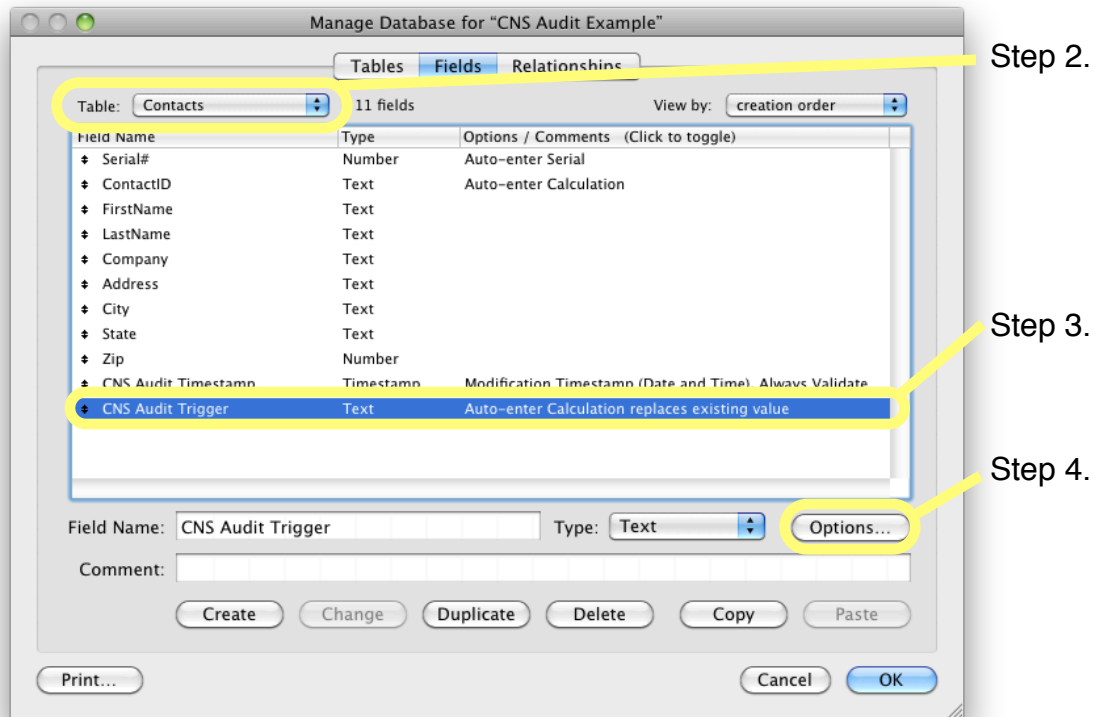 Manage Database for “CNS Audit Example”
Step 2.
Tables Fields Relationships
Table: Contacts 11 fields View by: creation order
Field Name Type Options / Comments (Click to toggle)
Serial# Number Auto-enter Serial
ContactID Text Auto-enter Calculation
FirstName Text
LastName Text
Company Text
Address Text
City Text
State Text
Step 3.
Zip Number
CNS Audit Timestamp Timestamp Modification Timestamp (Date and Time), Always Validate
CNS Audit Trigger Text Auto-enter Calculation replaces existing value
Step 4.
Field Name: CNS Audit Trigger Type: Text Options...
Comment:
Create Change Duplicate Delete Copy Paste
Print... Cancel OK